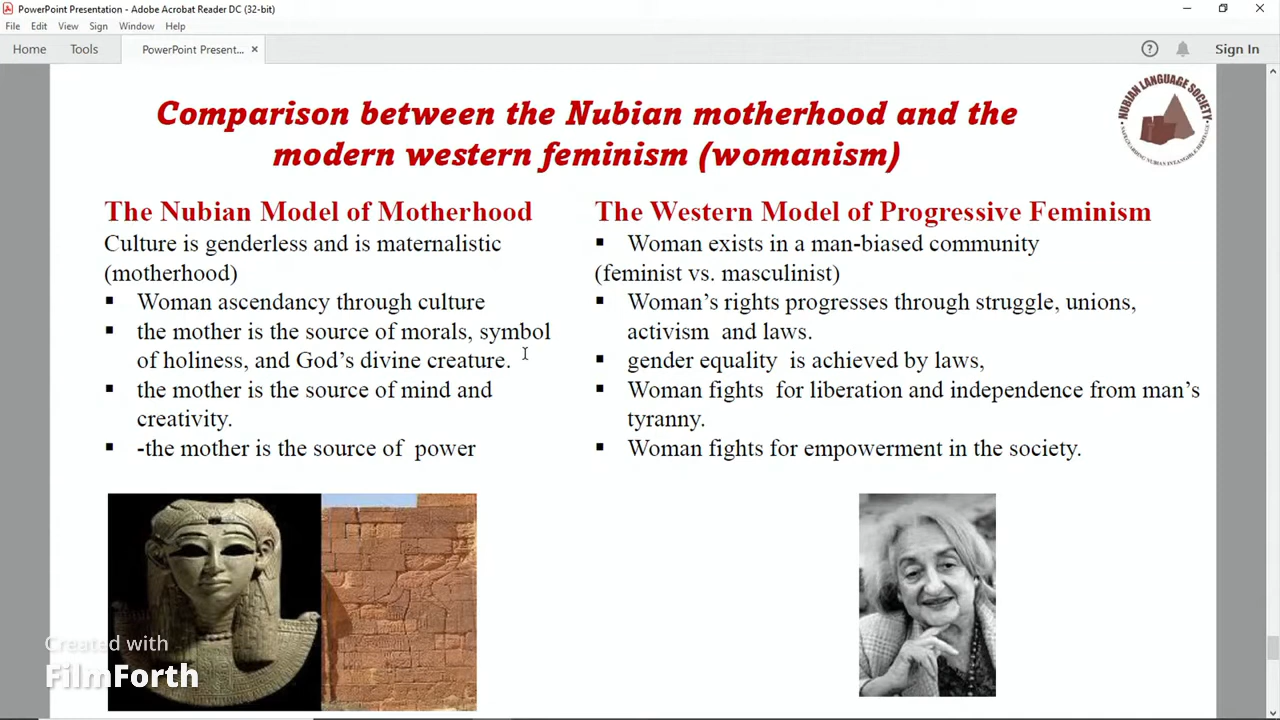 PowerPoint Presentation - Adobe Acrobat Reader DC (32-bit)
File Edit View Sign Window Help
Home Tools PowerPoint Present... × Sign In
Comparison between the Nubian motherhood and the
modern western feminism (womanism)
NUBIAN LANGUAGE SOCIETY
SAFEGUARDING NUBIAN INTANGIBLE HERITAGE
The Nubian Model of Motherhood
Culture is genderless and is maternalistic
(motherhood)
▪ Woman ascendancy through culture
▪ the mother is the source of morals, symbol
of holiness, and God's divine creature.
▪ the mother is the source of mind and
creativity.
▪ -the mother is the source of power
The Western Model of Progressive Feminism
▪ Woman exists in a man-biased community
(feminist vs. masculinist)
▪ Woman's rights progresses through struggle, unions,
activism and laws.
▪ gender equality is achieved by laws,
▪ Woman fights for liberation and independence from man's
tyranny.
▪ Woman fights for empowerment in the society.
Created with
FilmForth